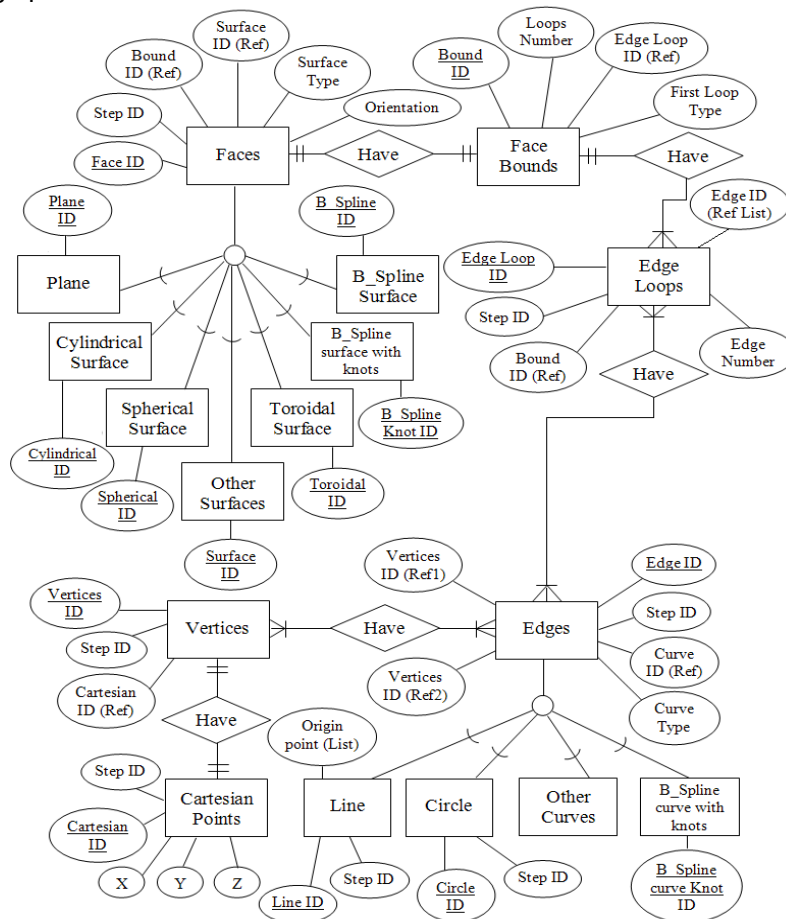 Surface
ID (Ref)
Bound
ID (Ref)
Surface
Type
Step ID
Orientation
Face ID
Faces
Have
Loops
Number
Edge Loop
ID (Ref)
Bound
ID
First Loop
Type
Face
Bounds
Have
Plane
ID
B_Spline
ID
Edge ID
(Ref List)
Plane
B_Spline
Surface
Edge Loop
ID
Edge
Loops
Step ID
Cylindrical
Surface
B_Spline
surface with
knots
Bound
ID (Ref)
Edge
Number
Have
Spherical
Surface
Toroidal
Surface
B_Spline
Knot ID
Cylindrical
ID
Spherical
ID
Other
Surfaces
Toroidal
ID
Surface
ID
Vertices
ID (Ref1)
Edge ID
Vertices
ID
Step ID
Vertices
Have
Edges
Step ID
Curve
ID (Ref)
Cartesian
ID (Ref)
Vertices
ID (Ref2)
Curve
Type
Have
Origin
point (List)
Step ID
Cartesian
Points
Line
Circle
Other
Curves
B_Spline
curve with
knots
Cartesian
ID
X
Y
Z
Line ID
Step ID
Circle
ID
Step ID
B_Spline
curve Knot
ID